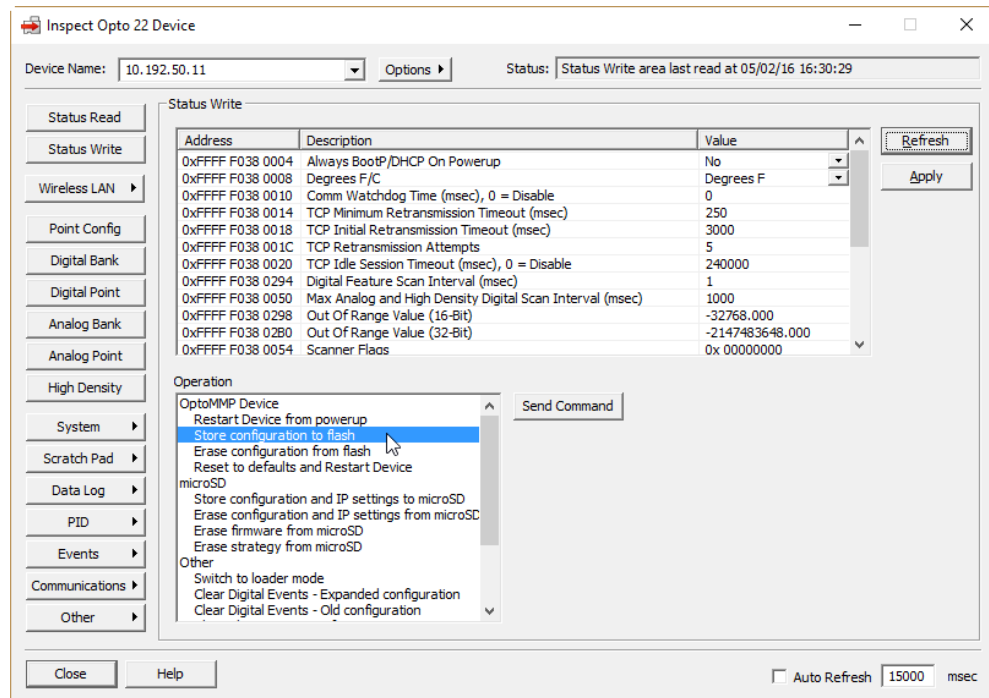 Inspect Opto 22 Device
Device Name: 10.192.50.11 Options Status: Status Write area last read at 05/02/16 16:30:29
Status Read
Status Write
Wireless LAN
Point Config
Digital Bank
Digital Point
Analog Bank
Analog Point
High Density
System
Scratch Pad
Data Log
PID
Events
Communications
Other
Status Write
Address Description Value
0xFFFF F038 0004 Always BootP/DHCP On Powerup No
0xFFFF F038 0008 Degrees F/C Degrees F
0xFFFF F038 0010 Comm Watchdog Time (msec), 0 = Disable 0
0xFFFF F038 0014 TCP Minimum Retransmission Timeout (msec) 250
0xFFFF F038 0018 TCP Initial Retransmission Timeout (msec) 3000
0xFFFF F038 001C TCP Retransmission Attempts 5
0xFFFF F038 0020 TCP Idle Session Timeout (msec), 0 = Disable 240000
0xFFFF F038 0294 Digital Feature Scan Interval (msec) 1
0xFFFF F038 0050 Max Analog and High Density Digital Scan Interval (msec) 1000
0xFFFF F038 0298 Out Of Range Value (16-Bit) -32768.000
0xFFFF F038 02B0 Out Of Range Value (32-Bit) -2147483648.000
0xFFFF F038 0054 Scanner Flags 0x 00000000
Refresh
Apply
Operation
OptoMMP Device
Restart Device from powerup
Store configuration to flash
Erase configuration from flash
Reset to defaults and Restart Device
microSD
Store configuration and IP settings to microSD
Erase configuration and IP settings from microSD
Erase firmware from microSD
Erase strategy from microSD
Other
Switch to loader mode
Clear Digital Events - Expanded configuration
Clear Digital Events - Old configuration
Send Command
Close Help Auto Refresh 15000 msec